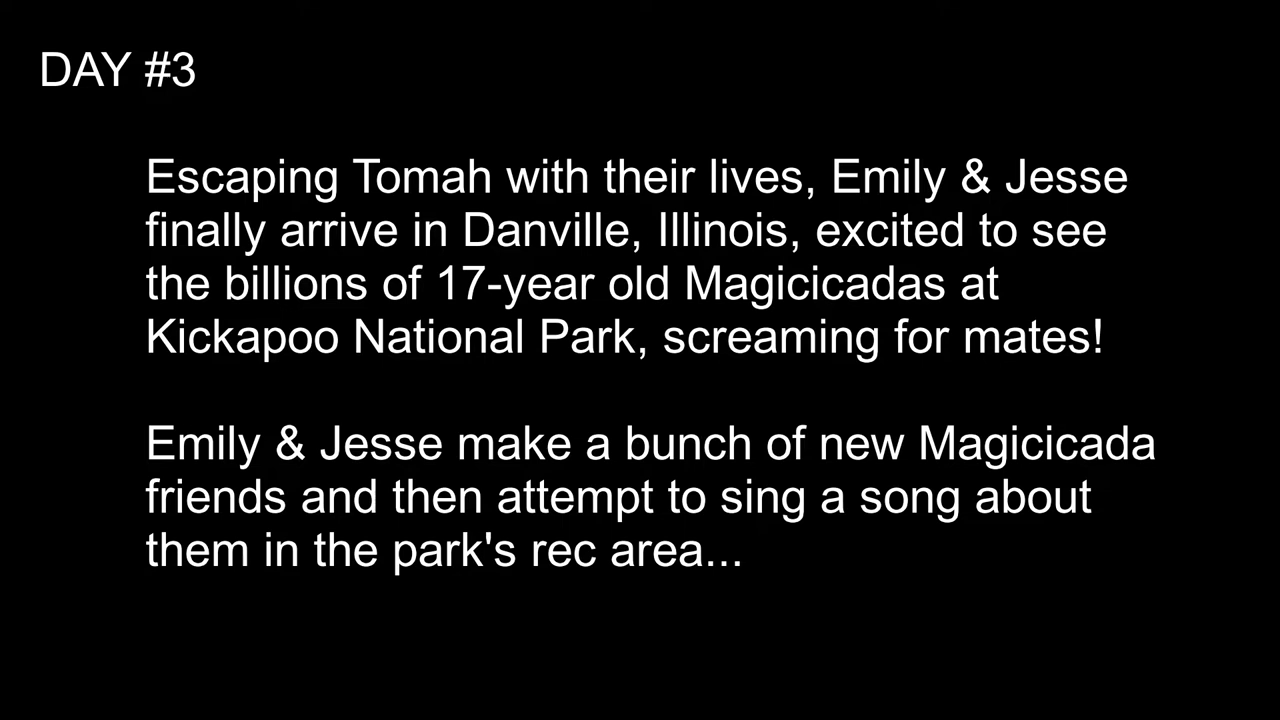 DAY #3
Escaping Tomah with their lives, Emily & Jesse
finally arrive in Danville, Illinois, excited to see
the billions of 17-year old Magicicadas at
Kickapoo National Park, screaming for mates!
Emily & Jesse make a bunch of new Magicicada
friends and then attempt to sing a song about
them in the park's rec area...